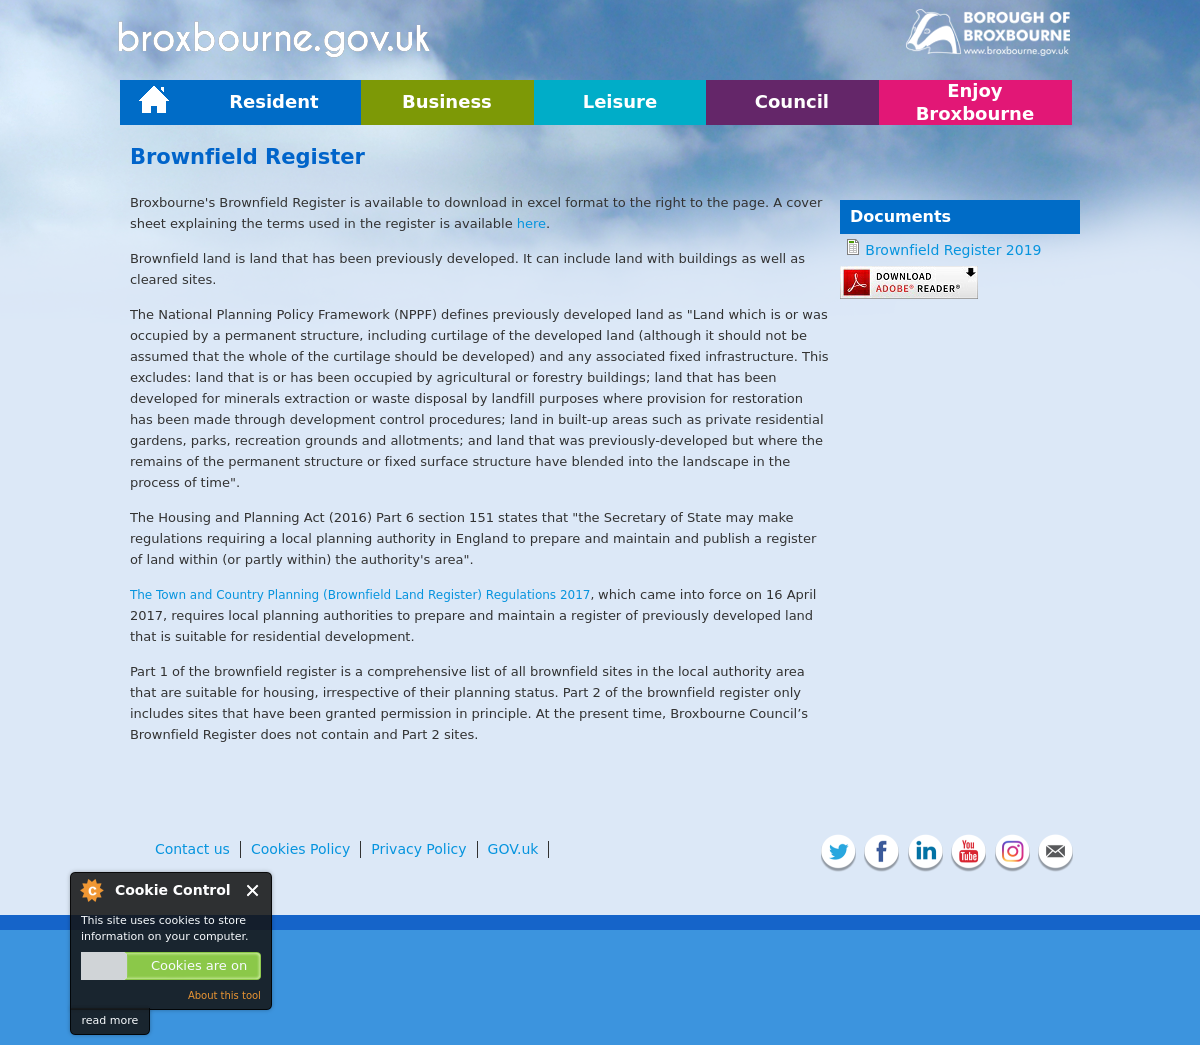 broxbourne.gov.uk
BOROUGH OF
BROXBOURNE
www.broxbourne.gov.uk
Resident
Business
Leisure
Council
Enjoy
Broxbourne
Brownfield Register
Broxbourne's Brownfield Register is available to download in excel format to the right to the page. A cover
sheet explaining the terms used in the register is available here.
Brownfield land is land that has been previously developed. It can include land with buildings as well as
cleared sites.
The National Planning Policy Framework (NPPF) defines previously developed land as "Land which is or was
occupied by a permanent structure, including curtilage of the developed land (although it should not be
assumed that the whole of the curtilage should be developed) and any associated fixed infrastructure. This
excludes: land that is or has been occupied by agricultural or forestry buildings; land that has been
developed for minerals extraction or waste disposal by landfill purposes where provision for restoration
has been made through development control procedures; land in built-up areas such as private residential
gardens, parks, recreation grounds and allotments; and land that was previously-developed but where the
remains of the permanent structure or fixed surface structure have blended into the landscape in the
process of time".
The Housing and Planning Act (2016) Part 6 section 151 states that "the Secretary of State may make
regulations requiring a local planning authority in England to prepare and maintain and publish a register
of land within (or partly within) the authority's area".
The Town and Country Planning (Brownfield Land Register) Regulations 2017, which came into force on 16 April
2017, requires local planning authorities to prepare and maintain a register of previously developed land
that is suitable for residential development.
Part 1 of the brownfield register is a comprehensive list of all brownfield sites in the local authority area
that are suitable for housing, irrespective of their planning status. Part 2 of the brownfield register only
includes sites that have been granted permission in principle. At the present time, Broxbourne Council’s
Brownfield Register does not contain and Part 2 sites.
Documents
Brownfield Register 2019
DOWNLOAD
ADOBE® READER®
Contact us
Cookies Policy
Privacy Policy
GOV.uk
f
in
You
Tube
C
Cookie Control
This site uses cookies to store
information on your computer.
Cookies are on
About this tool
read more